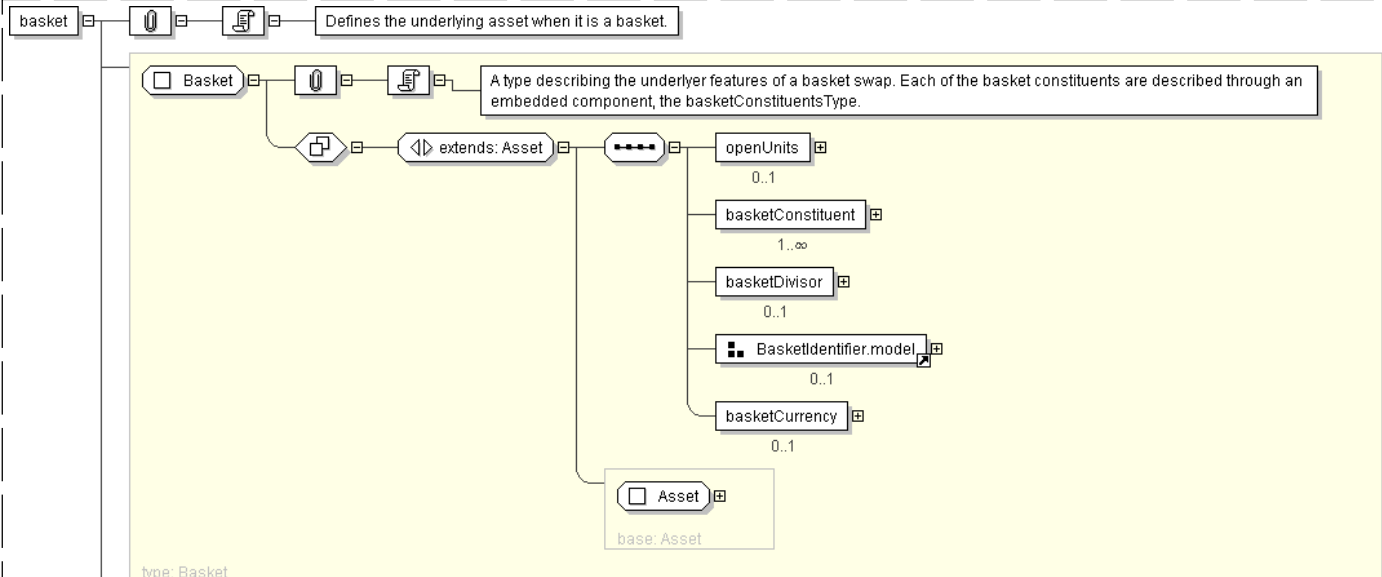 basket
Defines the underlying asset when it is a basket.
Basket
A type describing the underlyer features of a basket swap. Each of the basket constituents are described through an
embedded component, the basketConstituentsType.
extends: Asset
openUnits
0..1
basketConstituent
1..∞
basketDivisor
0..1
BasketIdentifier.model
0..1
basketCurrency
0..1
Asset
base: Asset
type: Basket